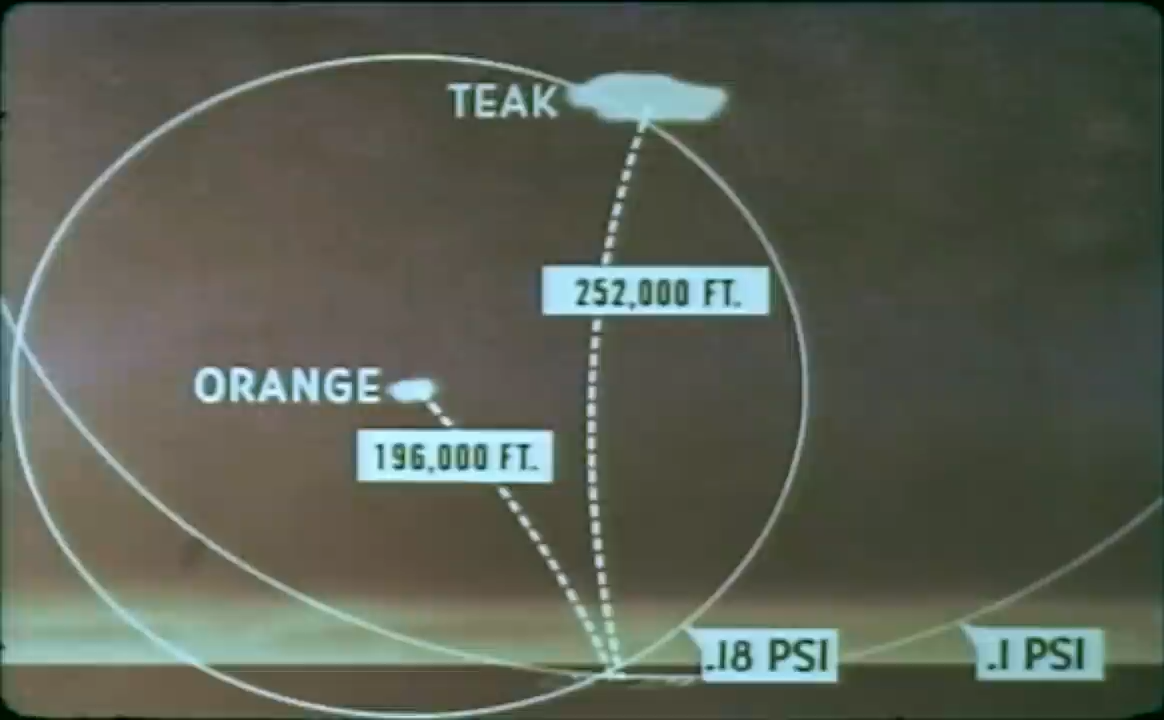 TEAK
252,000 FT.
ORANGE
196,000 FT.
.18 PSI
.1 PSI